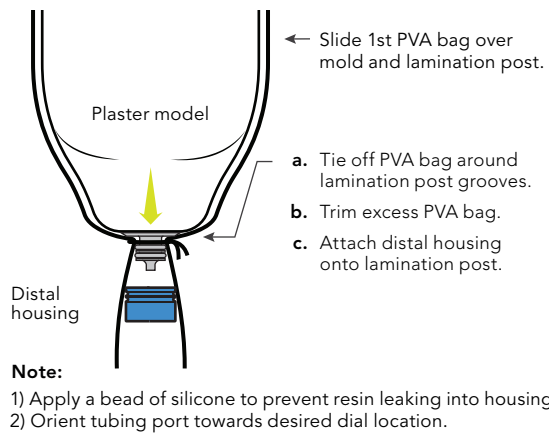 Slide 1st PVA bag over
mold and lamination post.
Plaster model
a. Tie off PVA bag around
lamination post grooves.
b. Trim excess PVA bag.
c. Attach distal housing
onto lamination post.
Distal
housing
Note:
1) Apply a bead of silicone to prevent resin leaking into housing
2) Orient tubing port towards desired dial location.